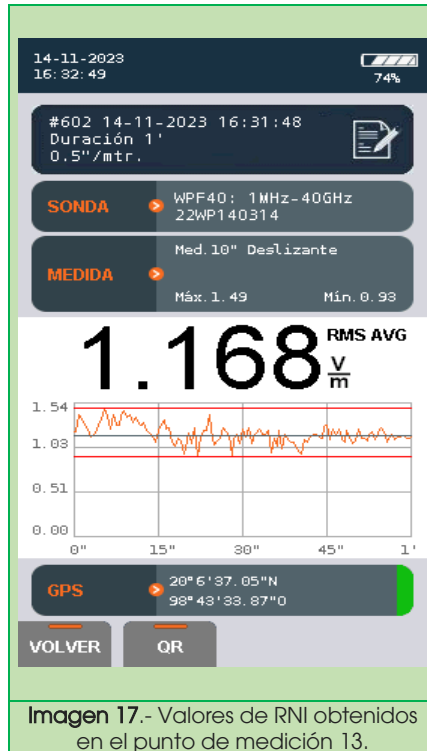 14-11-2023
16:32:49
74%
#602 14-11-2023 16:31:48
Duración 1'
0.5"/mtr.
SONDA
WPF40: 1MHz-40GHz
22WP140314
MEDIDA
Med.10" Deslizante
Máx.1.49 Mín.0.93
1.168 RMS AVG V/m
1.54
1.03
0.51
0.00
0" 15" 30" 45" 1'
GPS
20°6'37.05"N
98°43'33.87"O
VOLVER QR
Imagen 17.- Valores de RNI obtenidos
en el punto de medición 13.